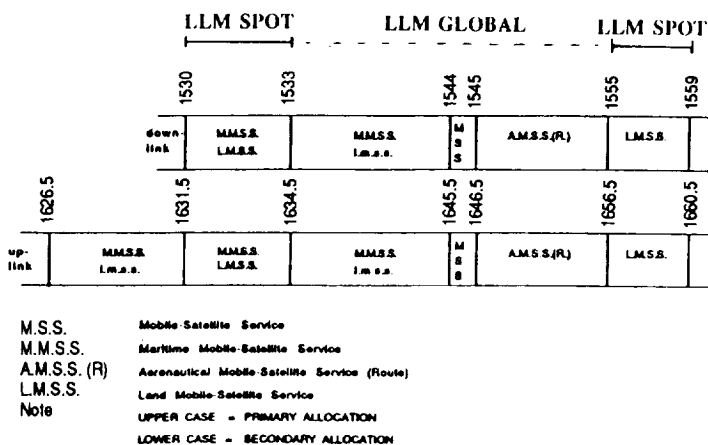 LLM SPOT LLM GLOBAL LLM SPOT
1530 1533 1544 1545 1555 1559
down-link M.M.S.S. L.M.S.S. M.M.S.S. l.m.s.s. M S S A.M.S.S.(R.) L.M.S.S.
1626.5 1631.5 1634.5 1645.5 1646.5 1656.5 1660.5
up-link M.M.S.S. l.m.s.s. M.M.S.S. L.M.S.S. M.M.S.S. l.m.s.s. M S S A.M.S.S.(R.) L.M.S.S.
M.S.S. Mobile-Satellite Service
M.M.S.S. Maritime Mobile-Satellite Service
A.M.S.S. (R) Aeronautical Mobile-Satellite Service (Route)
L.M.S.S. Land Mobile-Satellite Service
Note UPPER CASE = PRIMARY ALLOCATION
LOWER CASE = SECONDARY ALLOCATION